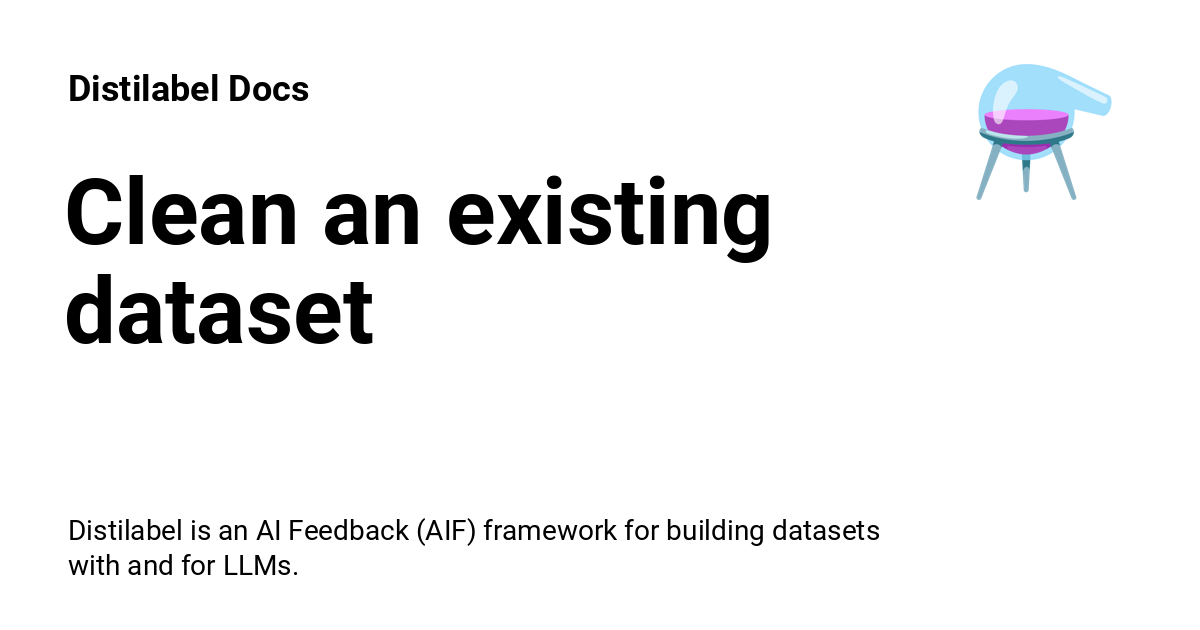 Distilabel Docs
Clean an existing
dataset
Distilabel is an AI Feedback (AIF) framework for building datasets
with and for LLMs.